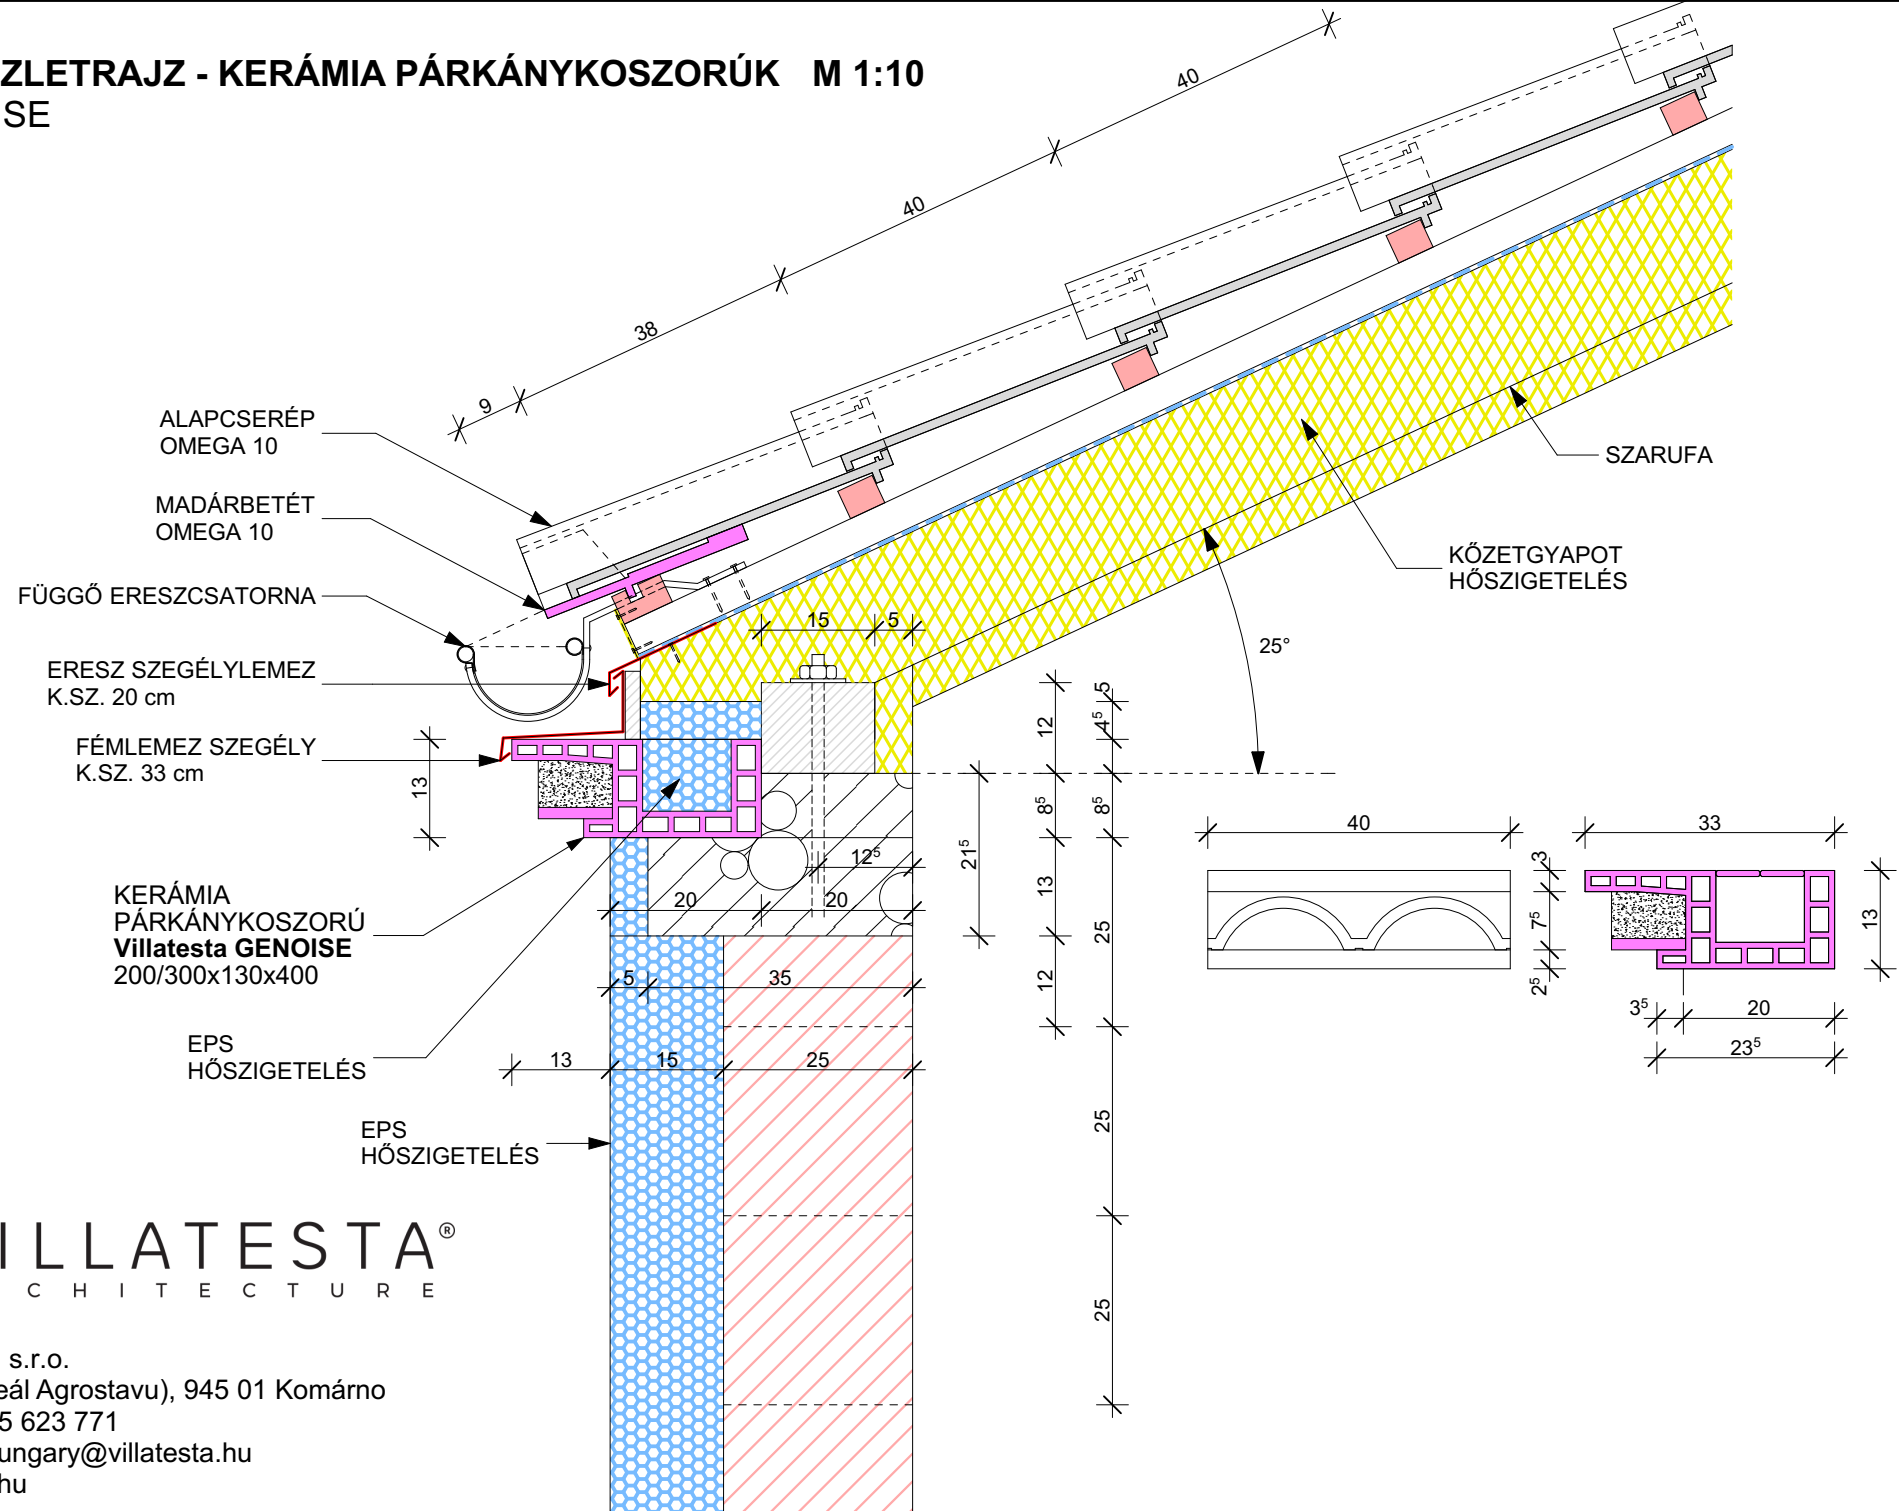 ZLETRAJZ - KERÁMIA PÁRKÁNYKOSZORÚK M 1:10
SE
40
40
38
9
ALAPCSERÉP
OMEGA 10
MADÁRBETÉT
OMEGA 10
FÜGGŐ ERESZCSATORNA
ERESZ SZEGÉLYLEMEZ
K.SZ. 20 cm
FÉMLEMEZ SZEGÉLY
K.SZ. 33 cm
13
KERÁMIA
PÁRKÁNYKOSZORÚ
Villatesta GENOISE
200/300x130x400
EPS
HŐSZIGETELÉS
EPS
HŐSZIGETELÉS
SZARUFA
KŐZETGYAPOT
HŐSZIGETELÉS
25°
15 5
12⁵
20 20
5 35
13 15 25
21⁵
12
8⁵
13
12
5
4⁵
8⁵
25
25
25
40
33
3
7⁵
2⁵
13
3⁵ 20
23⁵
ILLATESTA®
CHITECTURE
s.r.o.
eál Agrostavu), 945 01 Komárno
5 623 771
ungary@villatesta.hu
hu